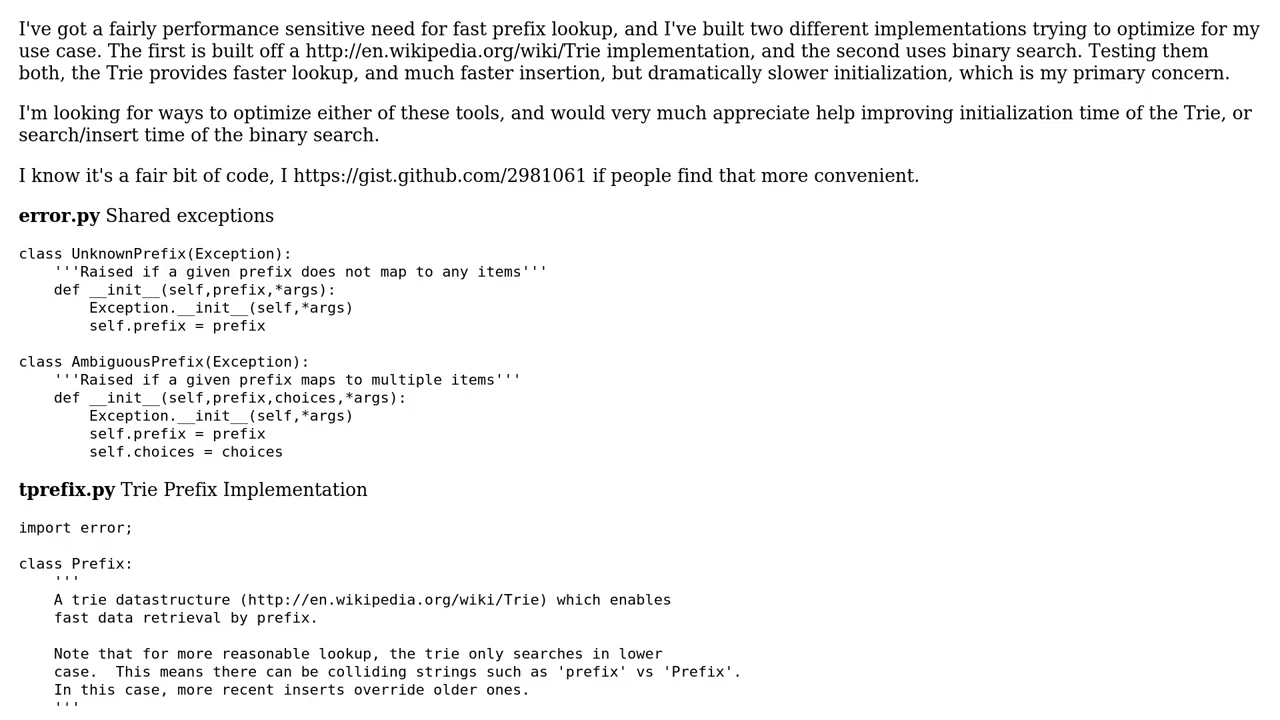 I've got a fairly performance sensitive need for fast prefix lookup, and I've built two different implementations trying to optimize for my
use case. The first is built off a http://en.wikipedia.org/wiki/Trie implementation, and the second uses binary search. Testing them
both, the Trie provides faster lookup, and much faster insertion, but dramatically slower initialization, which is my primary concern.
I'm looking for ways to optimize either of these tools, and would very much appreciate help improving initialization time of the Trie, or
search/insert time of the binary search.
I know it's a fair bit of code, I https://gist.github.com/2981061 if people find that more convenient.
error.py Shared exceptions
class UnknownPrefix(Exception):
    '''Raised if a given prefix does not map to any items'''
    def __init__(self,prefix,*args):
        Exception.__init__(self,*args)
        self.prefix = prefix
class AmbiguousPrefix(Exception):
    '''Raised if a given prefix maps to multiple items'''
    def __init__(self,prefix,choices,*args):
        Exception.__init__(self,*args)
        self.prefix = prefix
        self.choices = choices
tprefix.py Trie Prefix Implementation
import error;
class Prefix:
    '''
    A trie datastructure (http://en.wikipedia.org/wiki/Trie) which enables
    fast data retrieval by prefix.
    Note that for more reasonable lookup, the trie only searches in lower
    case.  This means there can be colliding strings such as 'prefix' vs 'Prefix'.
    In this case, more recent inserts override older ones.
    '''